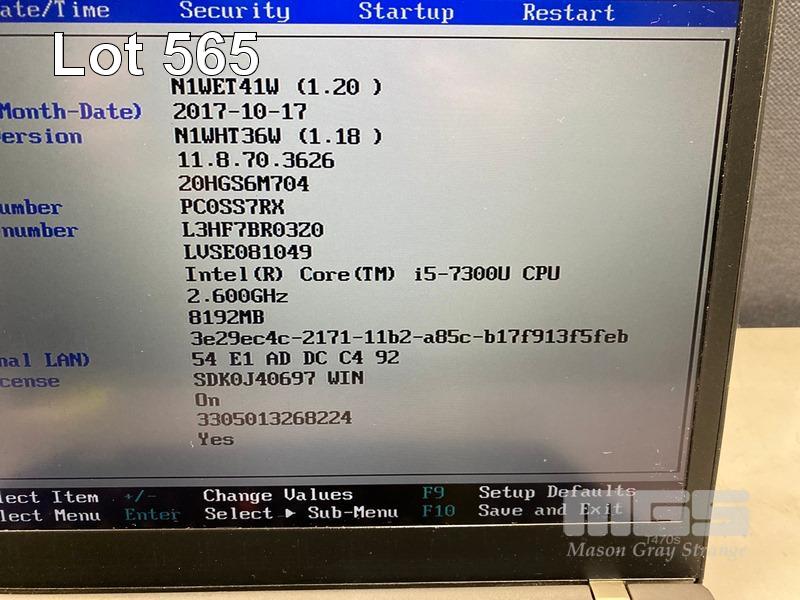 ate/Time Security Startup Restart
Lot 565
N1WET41W (1.20 )
Month-Date) 2017-10-17
ersion N1WHT36W (1.18 )
11.8.70.3626
20HGS6M704
umber PC0SS7RX
number L3HF7BR03Z0
LVSE081049
Intel(R) Core(TM) i5-7300U CPU
2.600GHz
8192MB
3e29ec4c-2171-11b2-a85c-b17f913f5feb
nal LAN) 54 E1 AD DC C4 92
cense SDK0J40697 WIN
On
3305013268224
Yes
lect Item +/- Change Values F9 Setup Defaults
lect Menu Enter Select ▶ Sub-Menu F10 Save and Exit
MGS
T470s
Mason Gray Strange